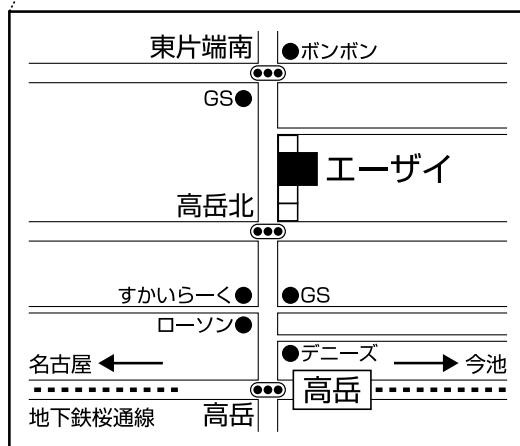 東片端南
ボンボン
GS
エーザイ
高岳北
すかいらーく
GS
ローソン
デニーズ
名古屋
今池
高岳
地下鉄桜通線
高岳